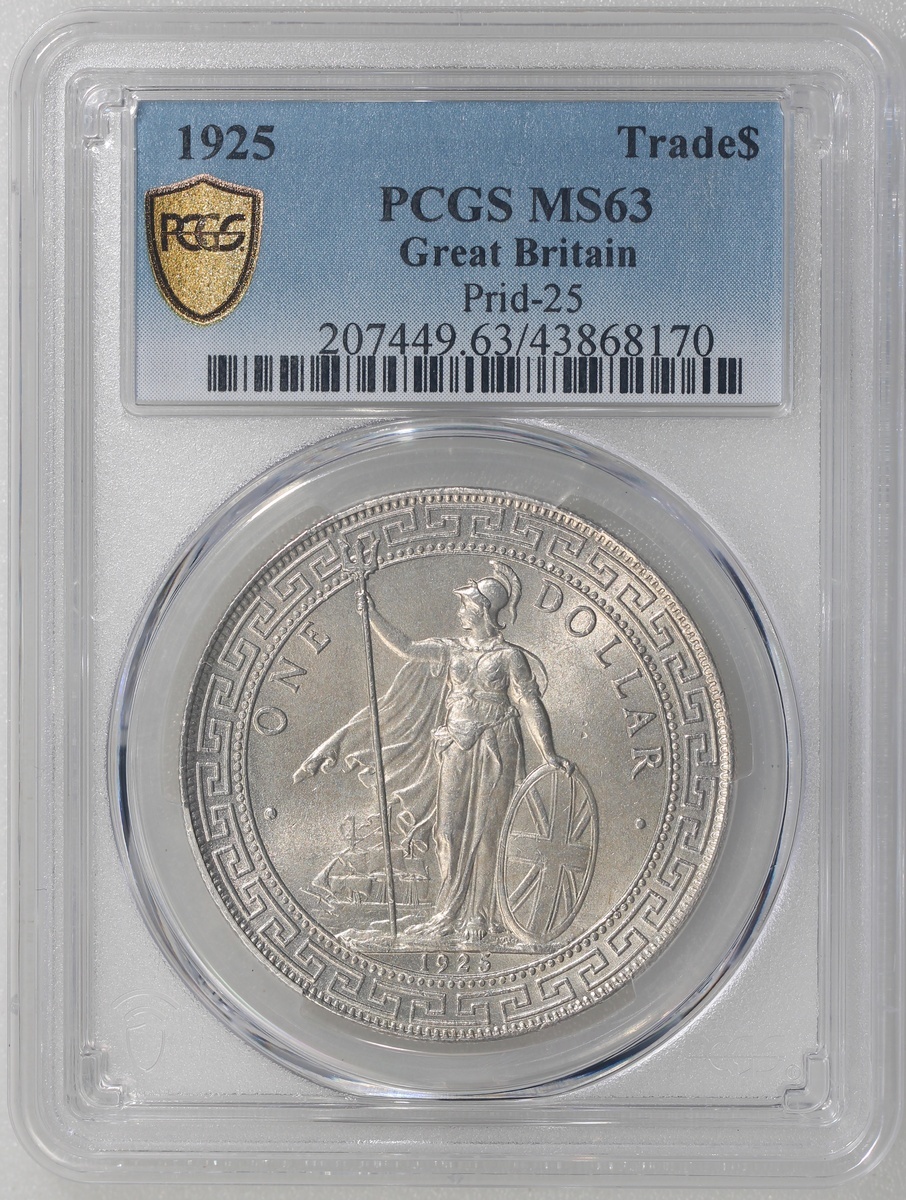 1925 Trade$
PCGS MS63
PCGS
Great Britain
Prid-25
207449.63/43868170
ONE DOLLAR
1925